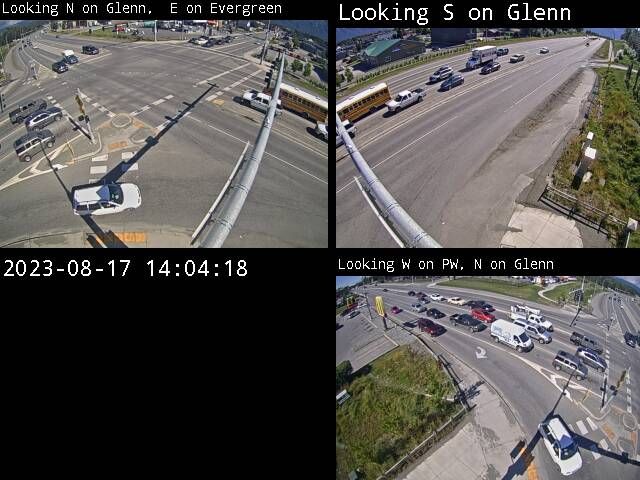 Looking N on Glenn, E on Evergreen
Looking S on Glenn
2023-08-17 14:04:18
Looking W on PW, N on Glenn